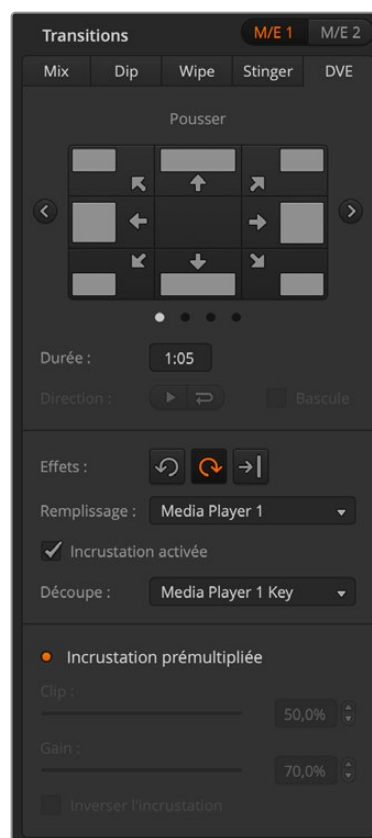 Transitions M/E 1 M/E 2
Mix Dip Wipe Stinger DVE
Pousser
Durée : 1:05
Direction : Bascule
Effets :
Remplissage : Media Player 1
Incrustation activée
Découpe : Media Player 1 Key
Incrustation prémultipliée
Clip :
50,0%
Gain :
70,0%
Inverser l'incrustation